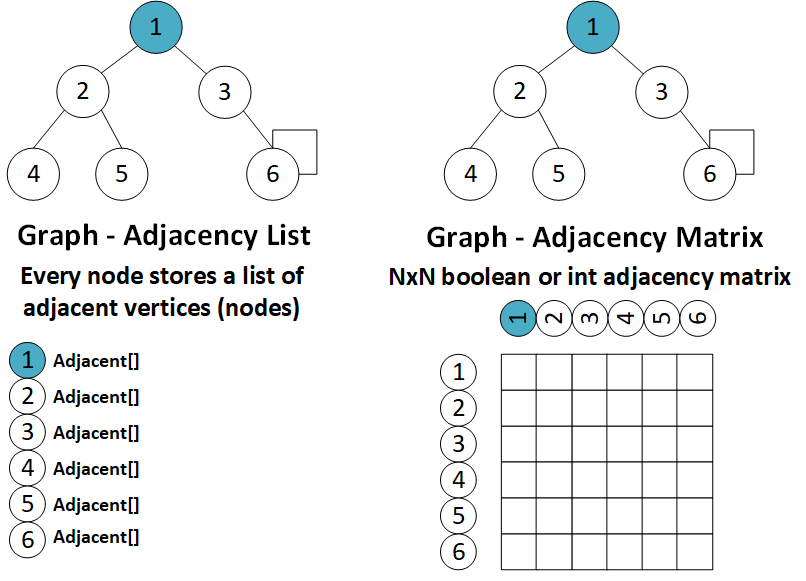 1
2 3
4 5 6
Graph - Adjacency List
Every node stores a list of
adjacent vertices (nodes)
1 Adjacent[]
2 Adjacent[]
3 Adjacent[]
4 Adjacent[]
5 Adjacent[]
6 Adjacent[]
1
2 3
4 5 6
Graph - Adjacency Matrix
NxN boolean or int adjacency matrix
1 2 3 4 5 6
1
2
3
4
5
6